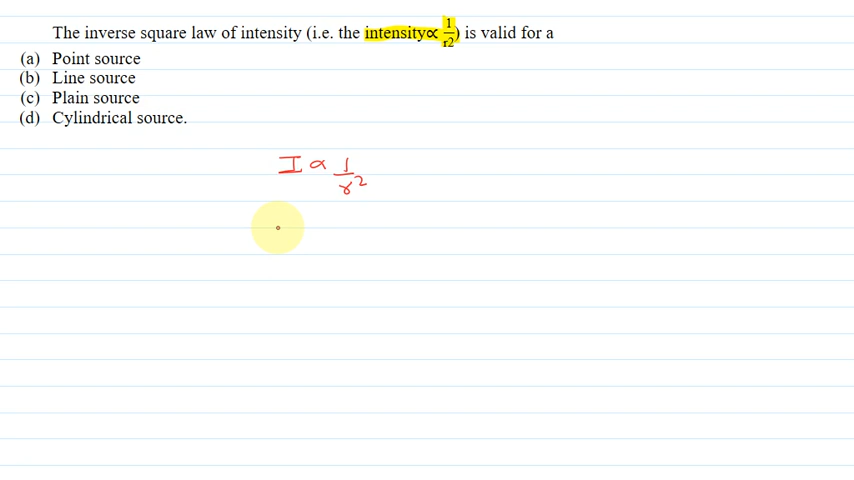 The inverse square law of intensity (i.e. the intensity∝ 1/r2) is valid for a
(a) Point source
(b) Line source
(c) Plain source
(d) Cylindrical source.
I ∝ 1/r²